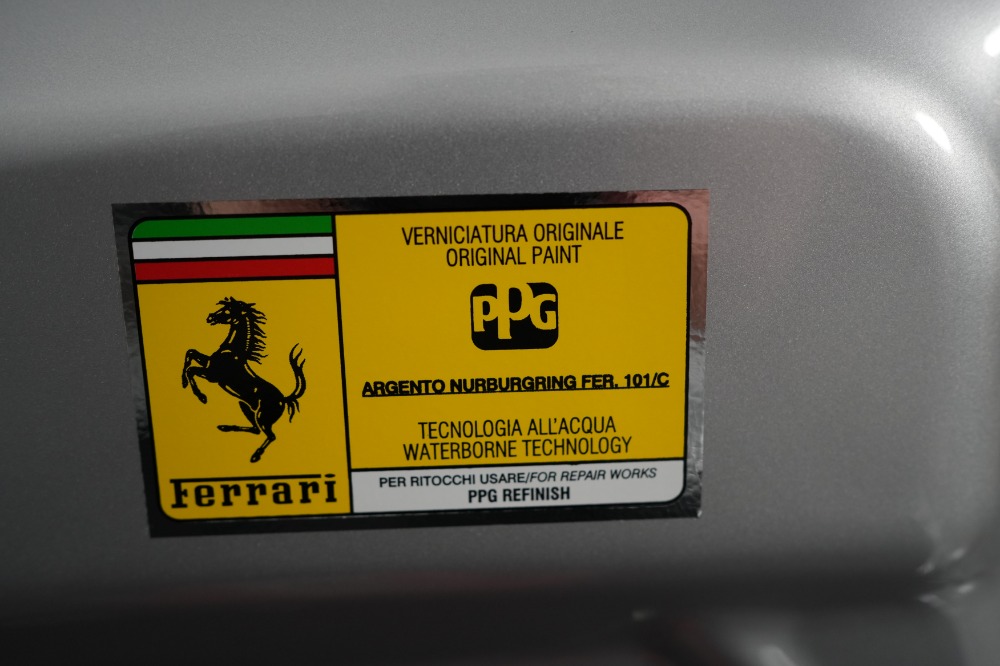 VERNICIATURA ORIGINALE
ORIGINAL PAINT
PPG
ARGENTO NURBURGRING FER. 101/C
TECNOLOGIA ALL'ACQUA
WATERBORNE TECHNOLOGY
PER RITOCCHI USARE/FOR REPAIR WORKS
PPG REFINISH
Ferrari